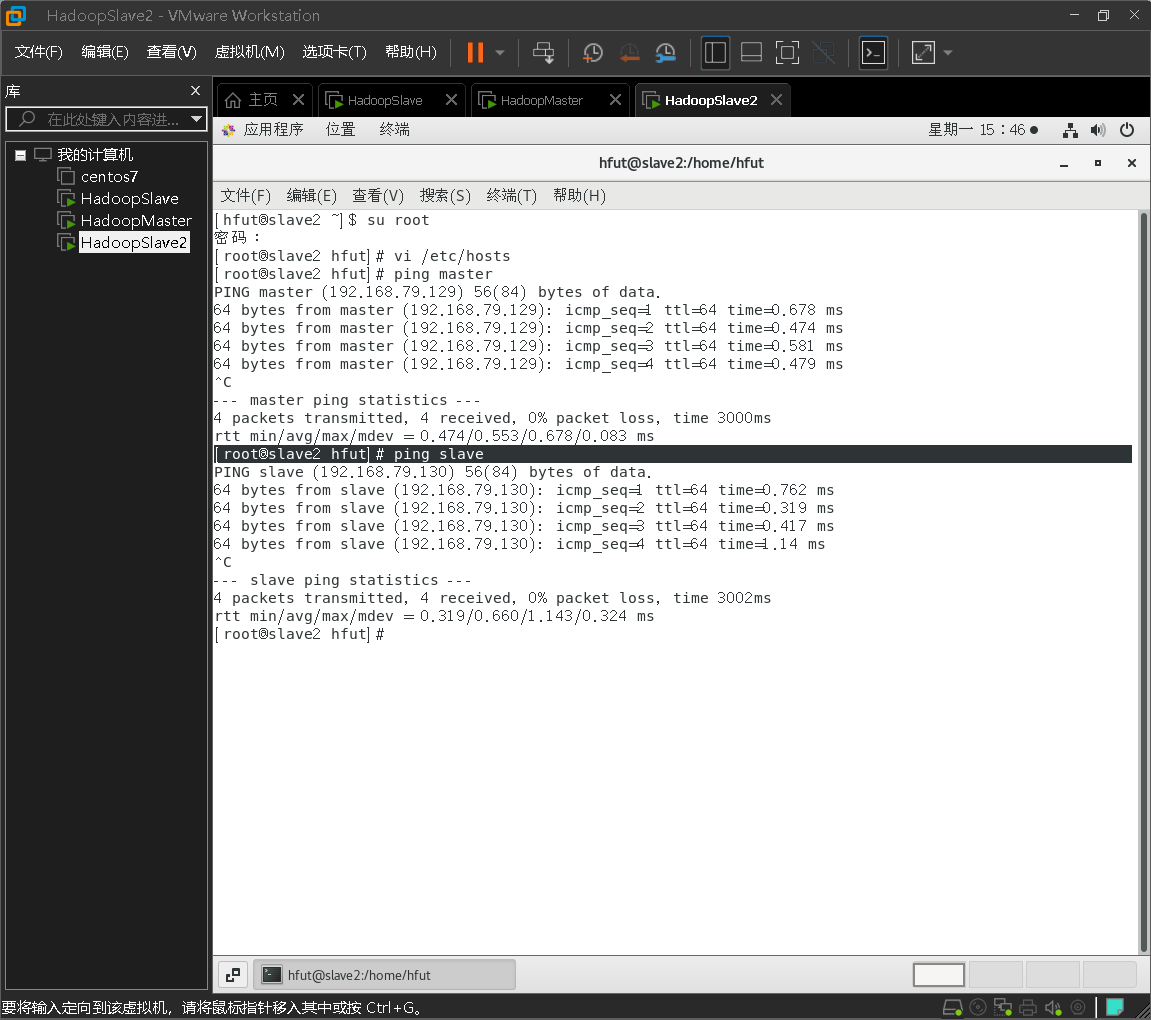 HadoopSlave2 - VMware Workstation
文件(F) 编辑(E) 查看(V) 虚拟机(M) 选项卡(T) 帮助(H)
库
在此处键入内容进...
我的计算机
centos7
HadoopSlave
HadoopMaster
HadoopSlave2
主页 HadoopSlave HadoopMaster HadoopSlave2
应用程序 位置 终端 星期一 15：46
hfut@slave2:/home/hfut
文件(F) 编辑(E) 查看(V) 搜索(S) 终端(T) 帮助(H)
[hfut@slave2 ~]$ su root
密码：
[root@slave2 hfut]# vi /etc/hosts
[root@slave2 hfut]# ping master
PING master (192.168.79.129) 56(84) bytes of data.
64 bytes from master (192.168.79.129): icmp_seq=1 ttl=64 time=0.678 ms
64 bytes from master (192.168.79.129): icmp_seq=2 ttl=64 time=0.474 ms
64 bytes from master (192.168.79.129): icmp_seq=3 ttl=64 time=0.581 ms
64 bytes from master (192.168.79.129): icmp_seq=4 ttl=64 time=0.479 ms
^C
--- master ping statistics ---
4 packets transmitted, 4 received, 0% packet loss, time 3000ms
rtt min/avg/max/mdev = 0.474/0.553/0.678/0.083 ms
[root@slave2 hfut]# ping slave
PING slave (192.168.79.130) 56(84) bytes of data.
64 bytes from slave (192.168.79.130): icmp_seq=1 ttl=64 time=0.762 ms
64 bytes from slave (192.168.79.130): icmp_seq=2 ttl=64 time=0.319 ms
64 bytes from slave (192.168.79.130): icmp_seq=3 ttl=64 time=0.417 ms
64 bytes from slave (192.168.79.130): icmp_seq=4 ttl=64 time=1.14 ms
^C
--- slave ping statistics ---
4 packets transmitted, 4 received, 0% packet loss, time 3002ms
rtt min/avg/max/mdev = 0.319/0.660/1.143/0.324 ms
[root@slave2 hfut]#
hfut@slave2:/home/hfut
要将输入定向到该虚拟机，请将鼠标指针移入其中或按 Ctrl+G。